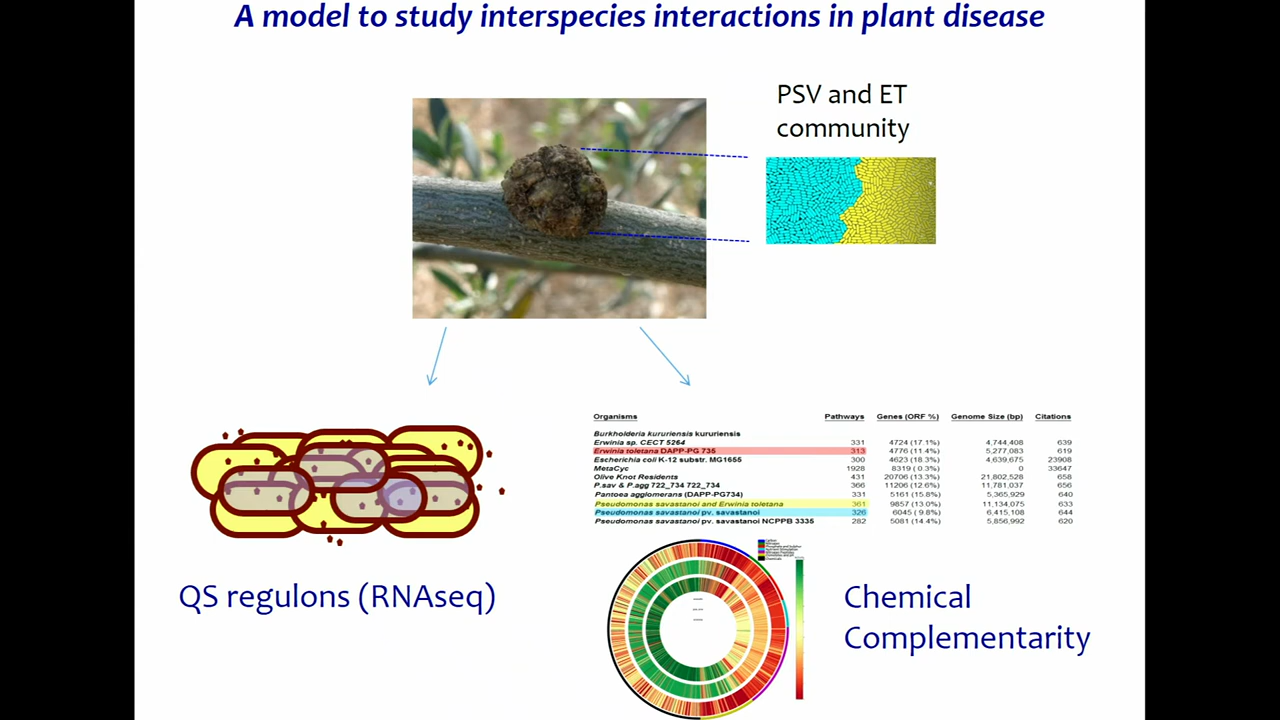 A model to study interspecies interactions in plant disease
PSV and ET
community
Organisms Pathways Genes (ORF %) Genome Size (bp) Citations
Burkholderia kururiensis kururiensis
Erwinia sp. CECT 5264 331 4724 (17.1%) 4,744,408 639
Erwinia toletana DAPP-PG 735 313 4776 (11.4%) 5,277,083 619
Escherichia coli K-12 substr. MG1655 300 4623 (18.3%) 4,639,675 23908
MetaCyc 1928 8319 ( 0.3%) 0 33647
Olive Knot Residents 431 20706 (13.3%) 21,802,528 658
P.sav & P.agg 722_734 722_734 366 11206 (12.6%) 11,781,037 656
Pantoea agglomerans (DAPP-PG734) 331 5161 (15.8%) 5,365,929 640
Pseudomonas savastanoi and Erwinia toletana 361 9857 (13.0%) 11,134,075 633
Pseudomonas savastanoi pv. savastanoi 326 6045 ( 9.8%) 6,415,108 644
Pseudomonas savastanoi pv. savastanoi NCPPB 3335 282 5081 (14.4%) 5,856,992 620
QS regulons (RNAseq)
Chemical
Complementarity